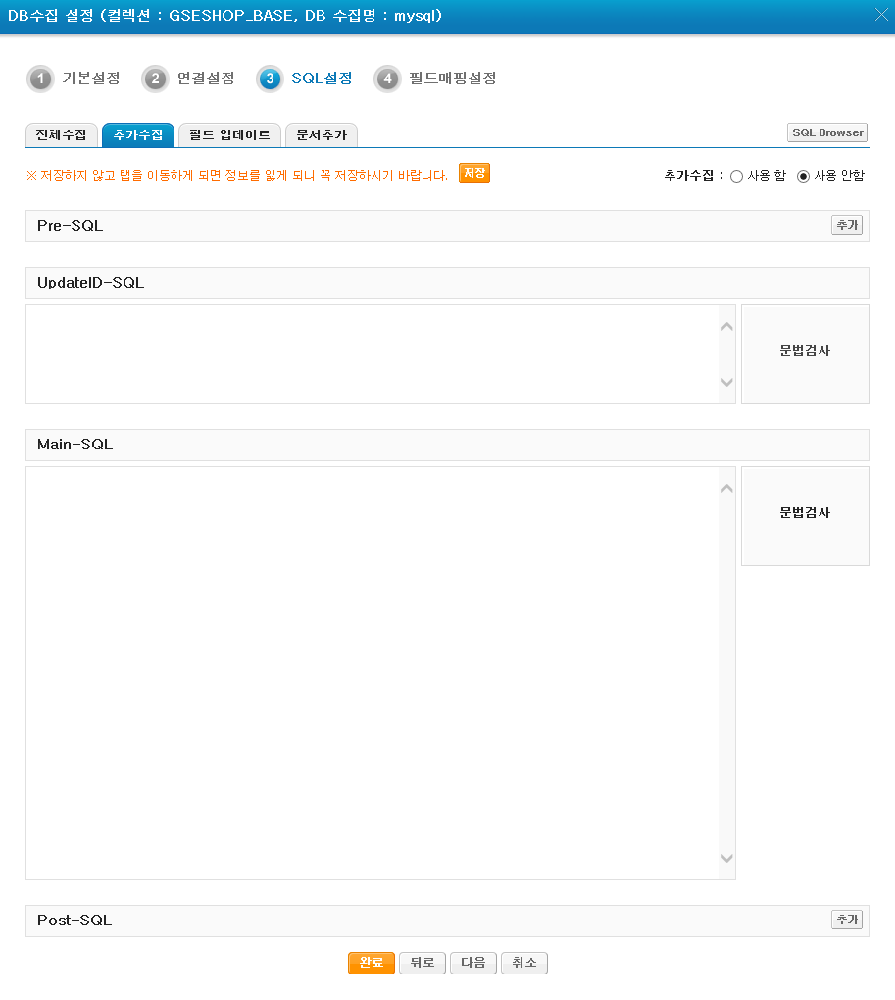 DB수집 설정 (컬렉션 : GSESHOP_BASE, DB 수집명 : mysql)
1 기본설정 2 연결설정 3 SQL설정 4 필드매핑설정
전체수집 추가수집 필드 업데이트 문서추가 SQL Browser
※ 저장하지 않고 탭을 이동하게 되면 정보를 잃게 되니 꼭 저장하시기 바랍니다. 저장 추가수집 : 사용 함 사용 안함
Pre-SQL 추가
UpdateID-SQL
문법검사
Main-SQL
문법검사
Post-SQL 추가
완료 뒤로 다음 취소